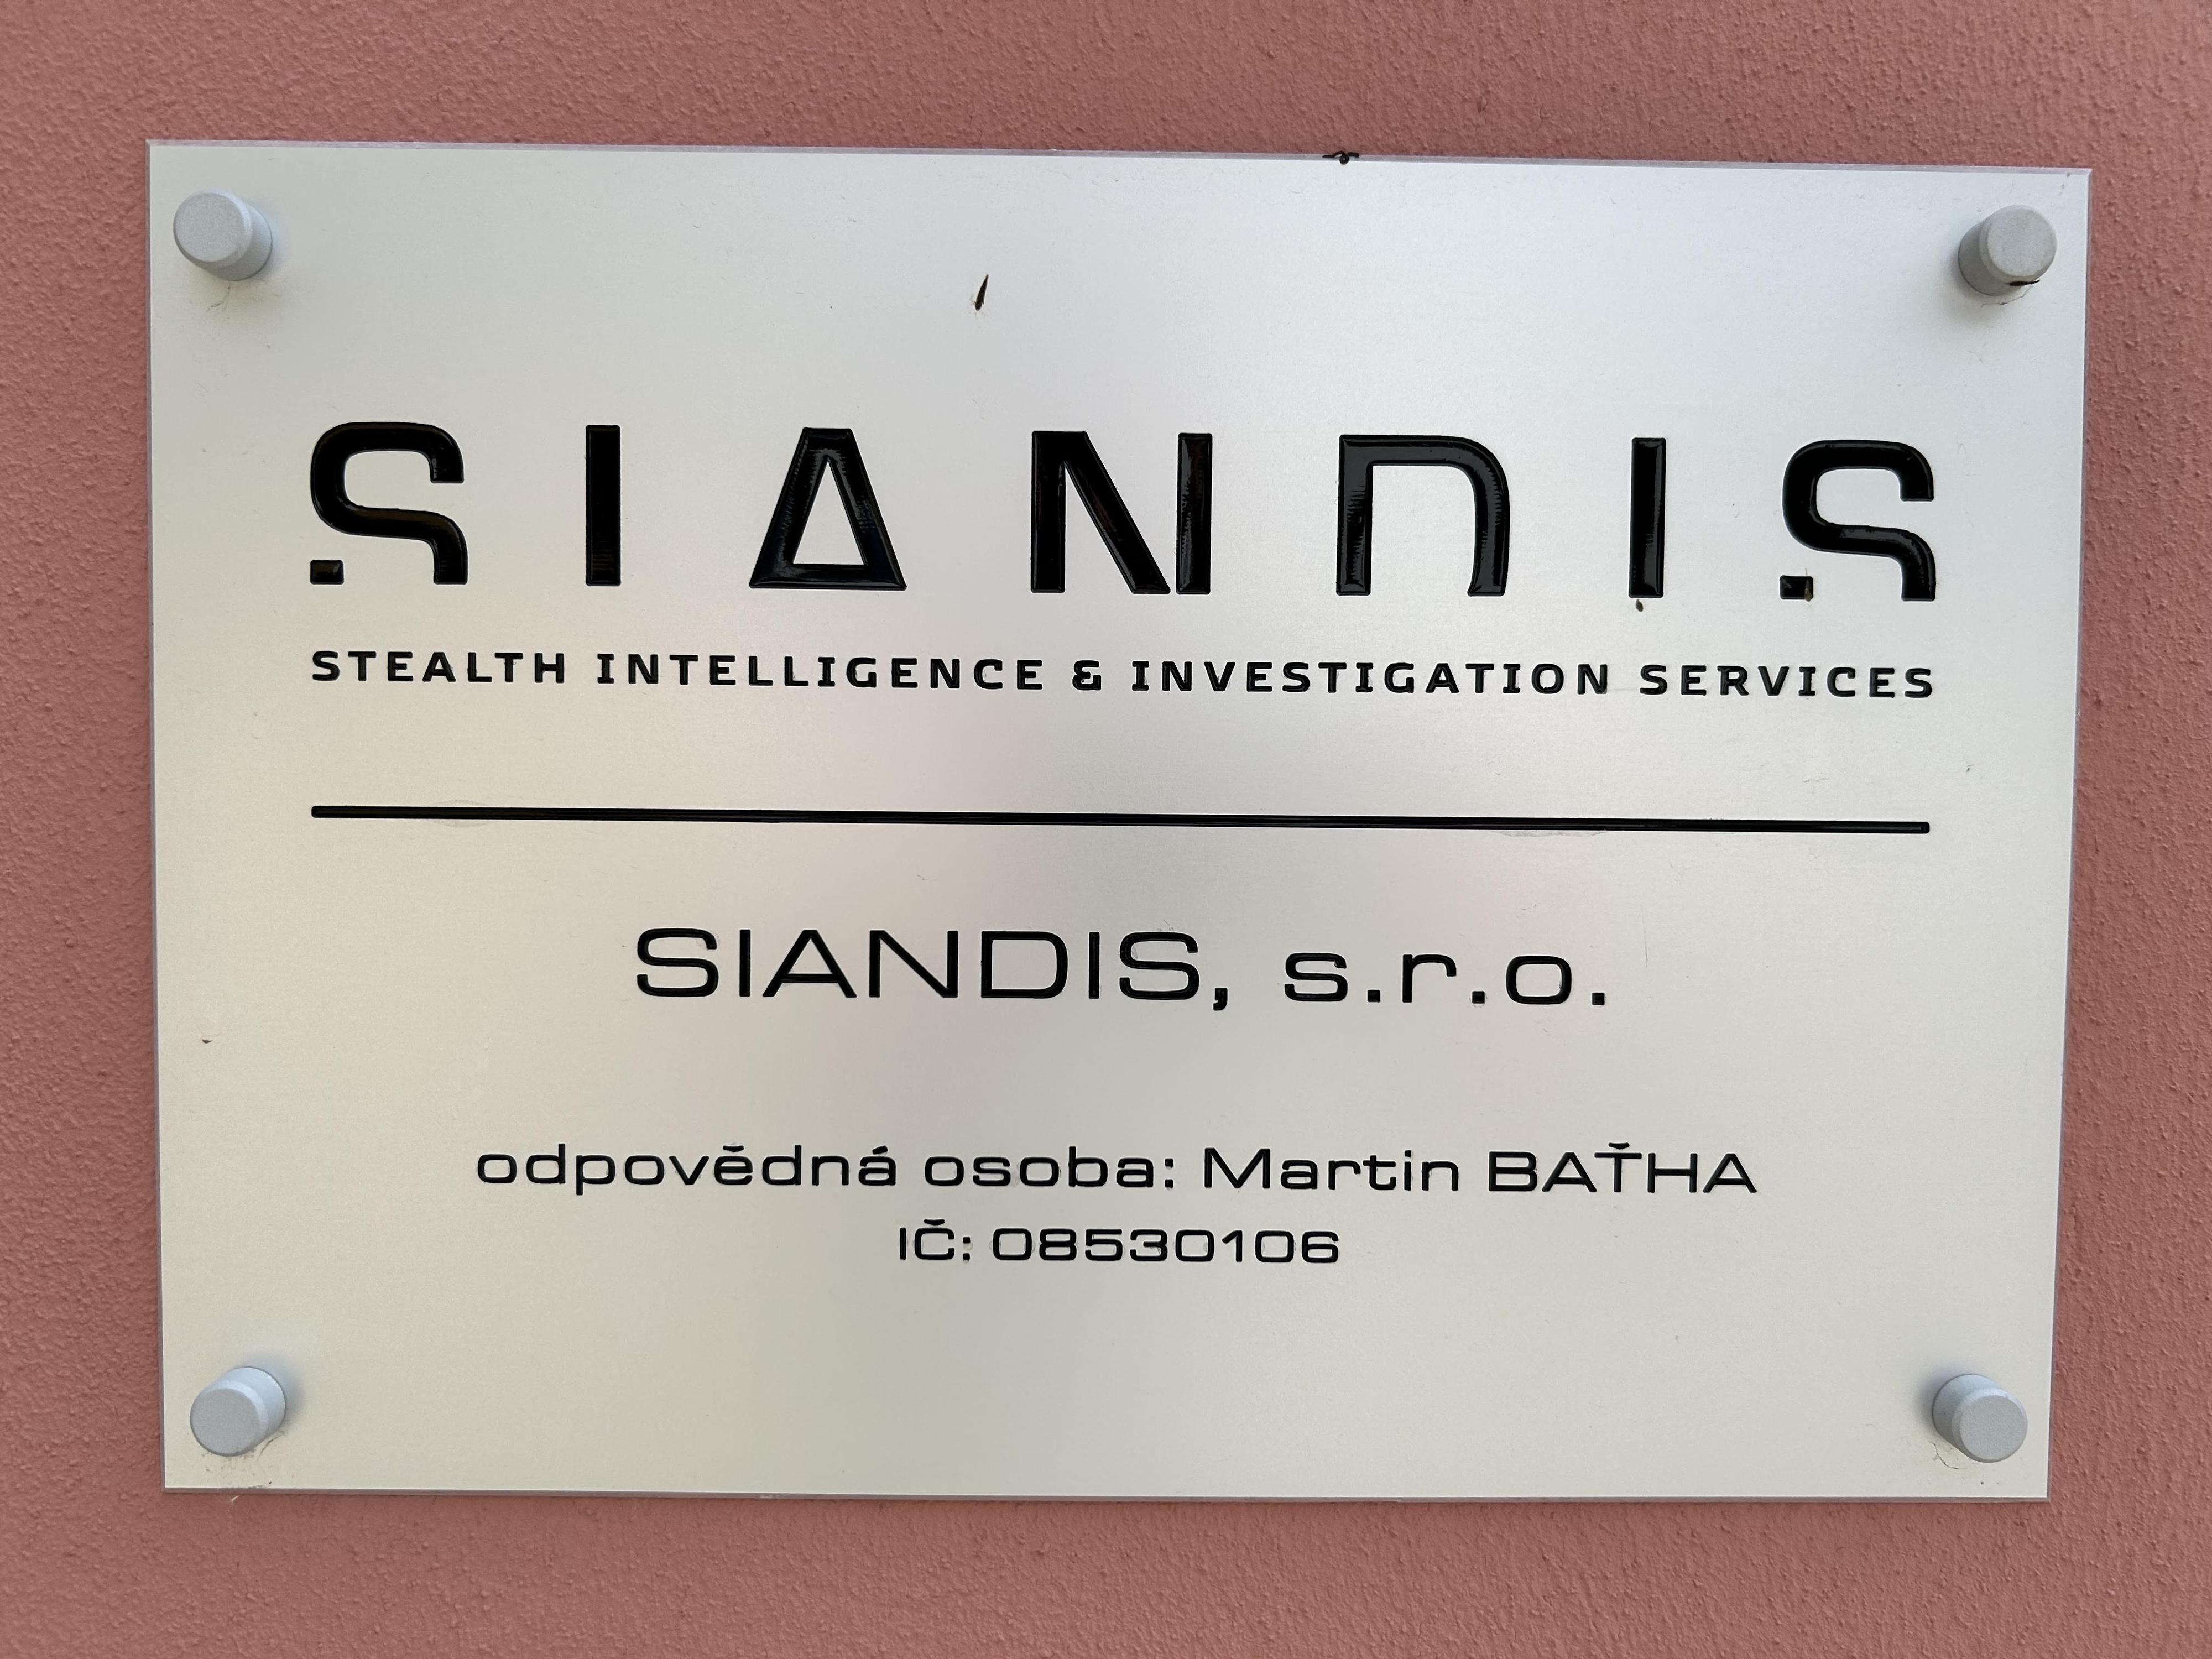 SIANDIS
STEALTH INTELLIGENCE & INVESTIGATION SERVICES
SIANDIS, s.r.o.
odpovědná osoba: Martin BAŤHA
IČ: 08530106